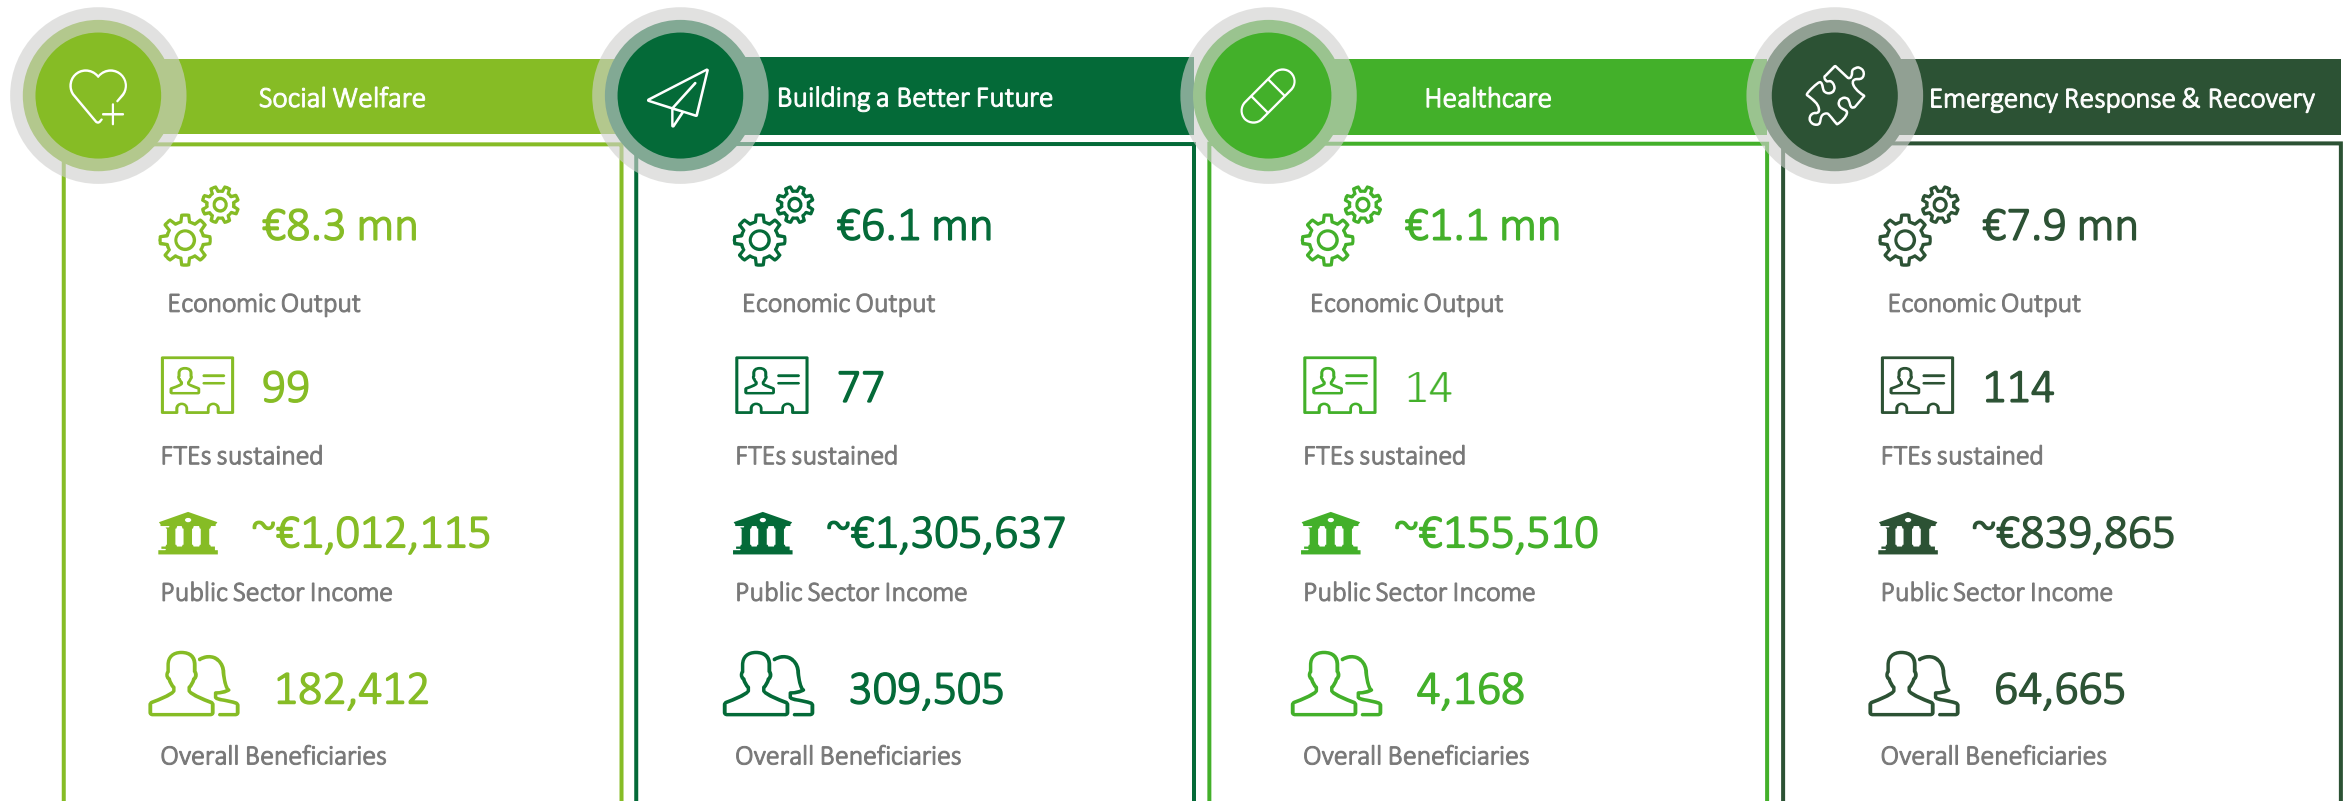 Social Welfare
€8.3 mn
Economic Output
99
FTEs sustained
~€1,012,115
Public Sector Income
182,412
Overall Beneficiaries
Building a Better Future
€6.1 mn
Economic Output
77
FTEs sustained
~€1,305,637
Public Sector Income
309,505
Overall Beneficiaries
Healthcare
€1.1 mn
Economic Output
14
FTEs sustained
~€155,510
Public Sector Income
4,168
Overall Beneficiaries
Emergency Response & Recovery
€7.9 mn
Economic Output
114
FTEs sustained
~€839,865
Public Sector Income
64,665
Overall Beneficiaries